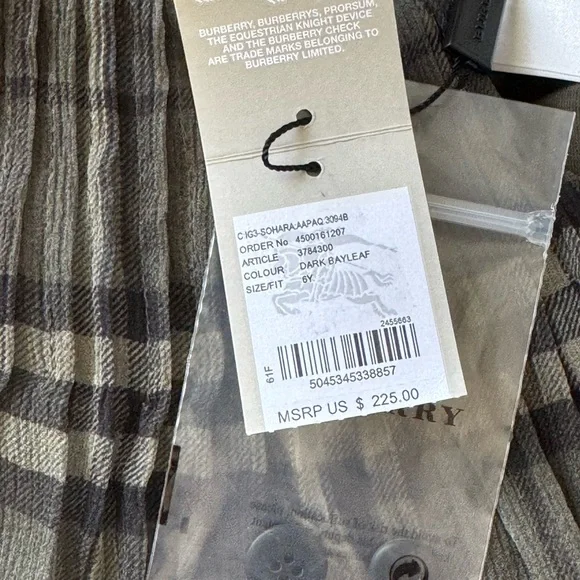 BURBERRY, BURBERRYS, PRORSUM,
THE EQUESTRIAN KNIGHT DEVICE
AND THE BURBERRY CHECK
ARE TRADE MARKS BELONGING TO
BURBERRY LIMITED.
C IG3-SOHARA:AAPAQ.3094B
ORDER No 4500161207
ARTICLE 3784300
COLOUR DARK BAYLEAF
SIZE/FIT 6Y
2455663
61F
5045345338857
MSRP US $ 225.00
RRY